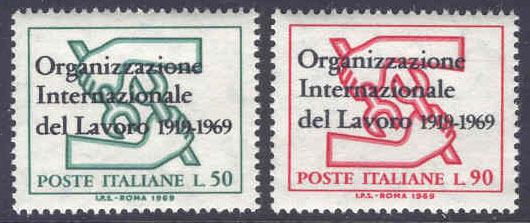 Organizzazione
Internazionale
del Lavoro 1919-1969
POSTE ITALIANE L. 50
I.P.S. - ROMA 1969
Organizzazione
Internazionale
del Lavoro 1919-1969
POSTE ITALIANE L. 90
I.P.S. - ROMA 1969